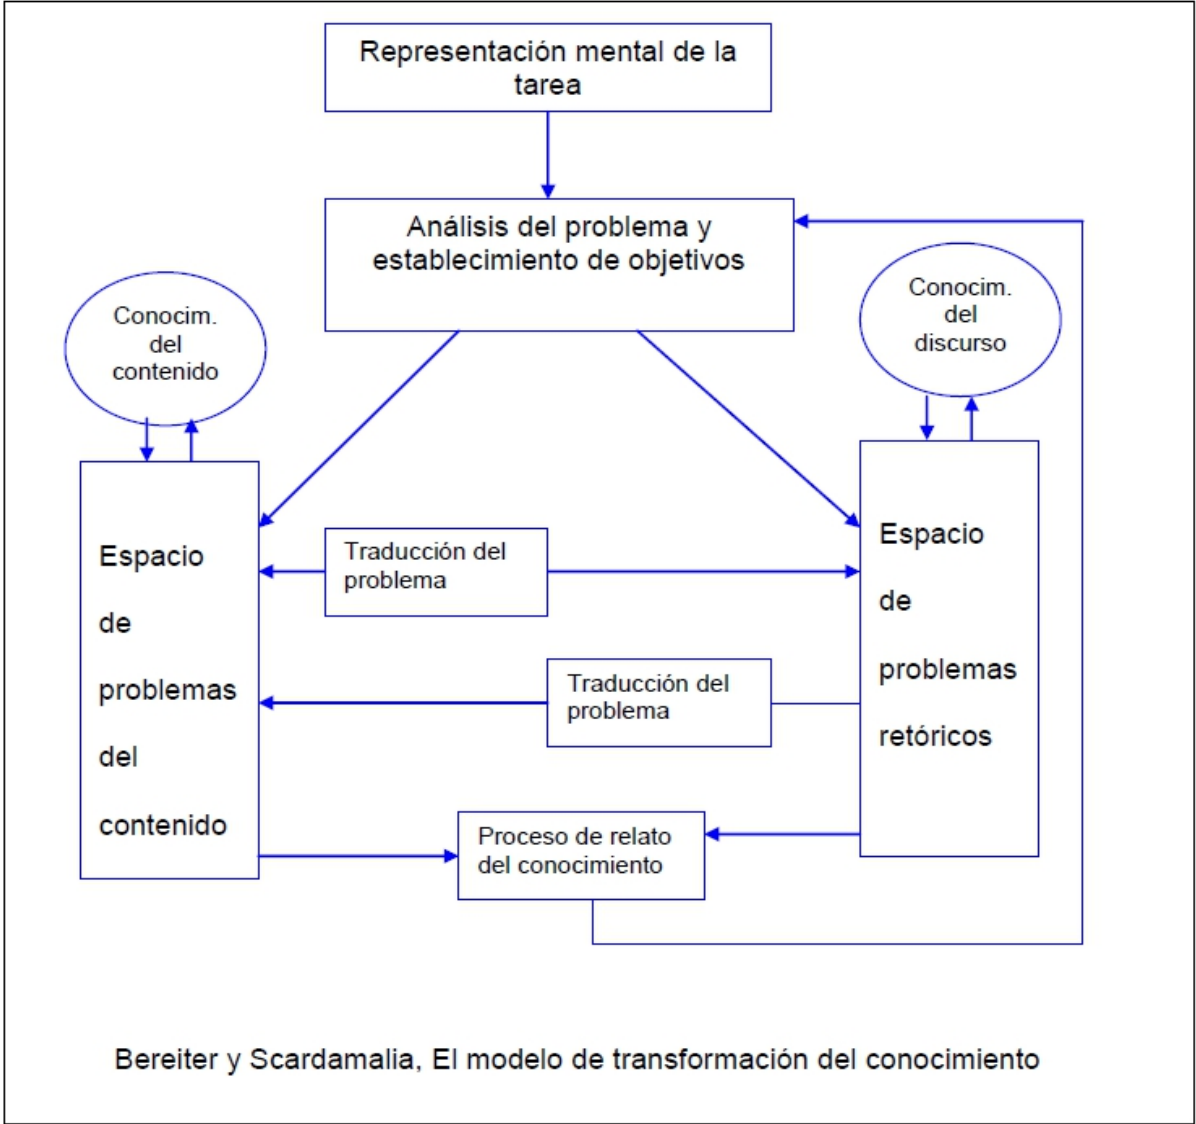 Representación mental de la
tarea
Análisis del problema y
establecimiento de objetivos
Conocim.
del
contenido
Conocim.
del
discurso
Espacio
de
problemas
del
contenido
Traducción del
problema
Espacio
de
problemas
retóricos
Traducción del
problema
Proceso de relato
del conocimiento
Bereiter y Scardamalia, El modelo de transformación del conocimiento